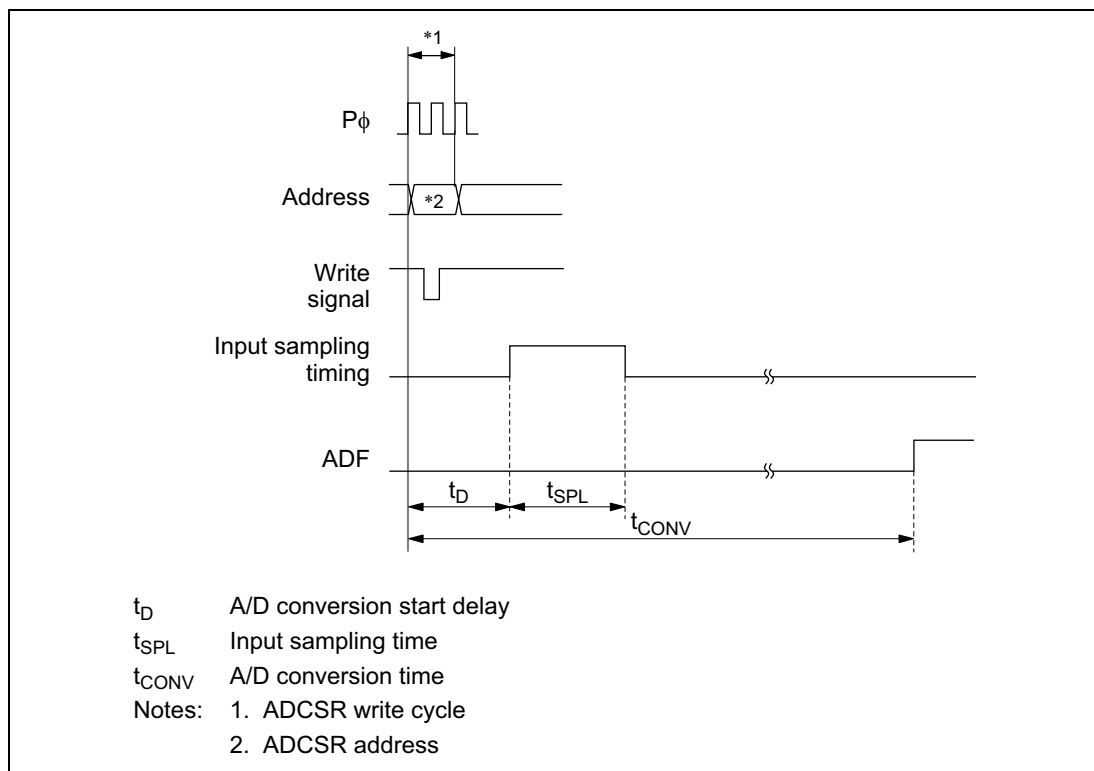 *1
Pϕ
Address
*2
Write
signal
Input sampling
timing
ADF
tD
tSPL
tCONV
tD A/D conversion start delay
tSPL Input sampling time
tCONV A/D conversion time
Notes: 1. ADCSR write cycle
2. ADCSR address